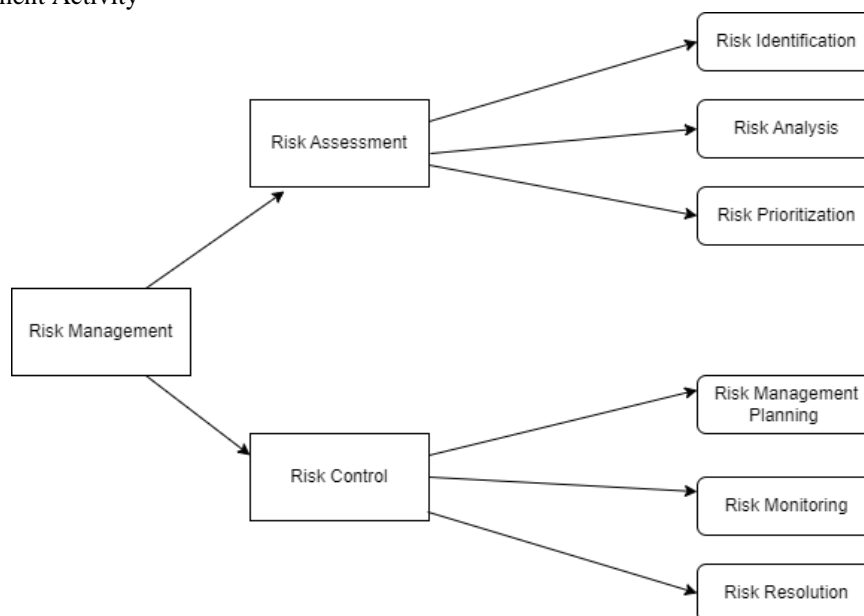 Activity
Risk Identification
Risk Assessment
Risk Analysis
Risk Prioritization
Risk Management
Risk Management
Planning
Risk Control
Risk Monitoring
Risk Resolution